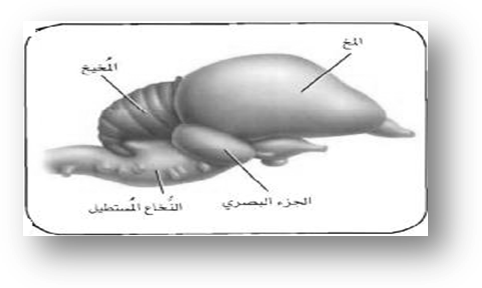 المخ
المُخيخ
الجزء البصري
النُّخاع المُستطيل